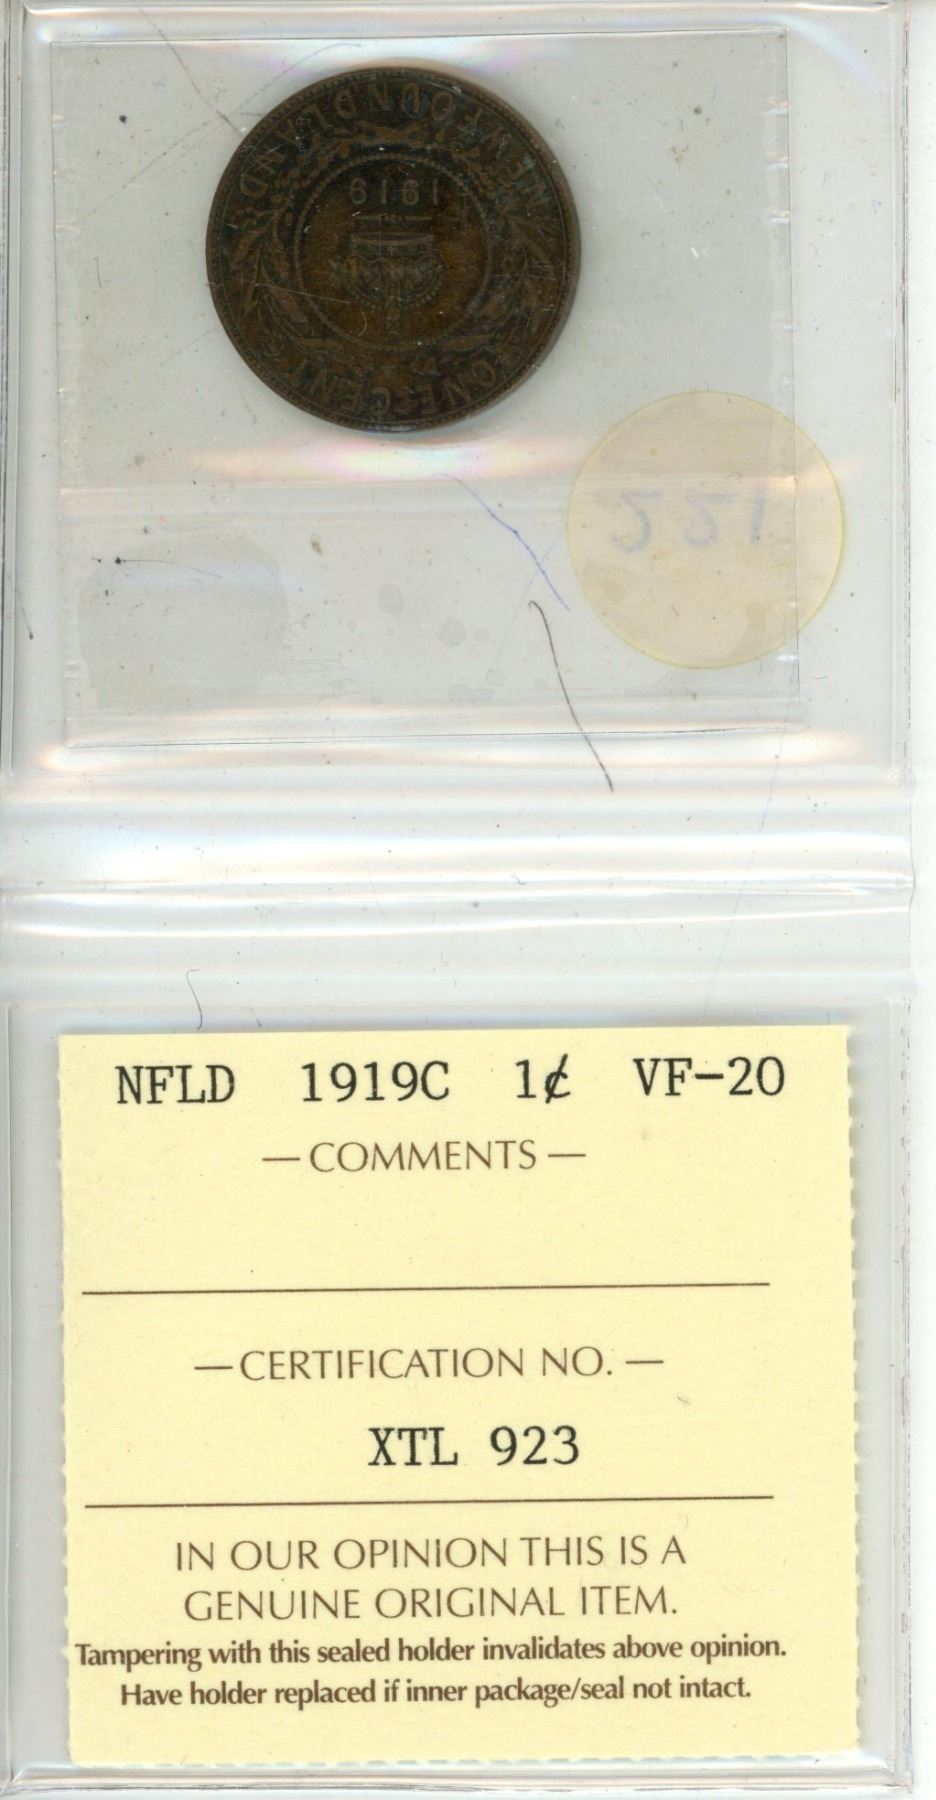 NEWFOUNDLAND
1919
ONE CENT
221
NFLD 1919C 1¢ VF-20
— COMMENTS —
— CERTIFICATION NO. —
XTL 923
IN OUR OPINION THIS IS A
GENUINE ORIGINAL ITEM.
Tampering with this sealed holder invalidates above opinion.
Have holder replaced if inner package/seal not intact.